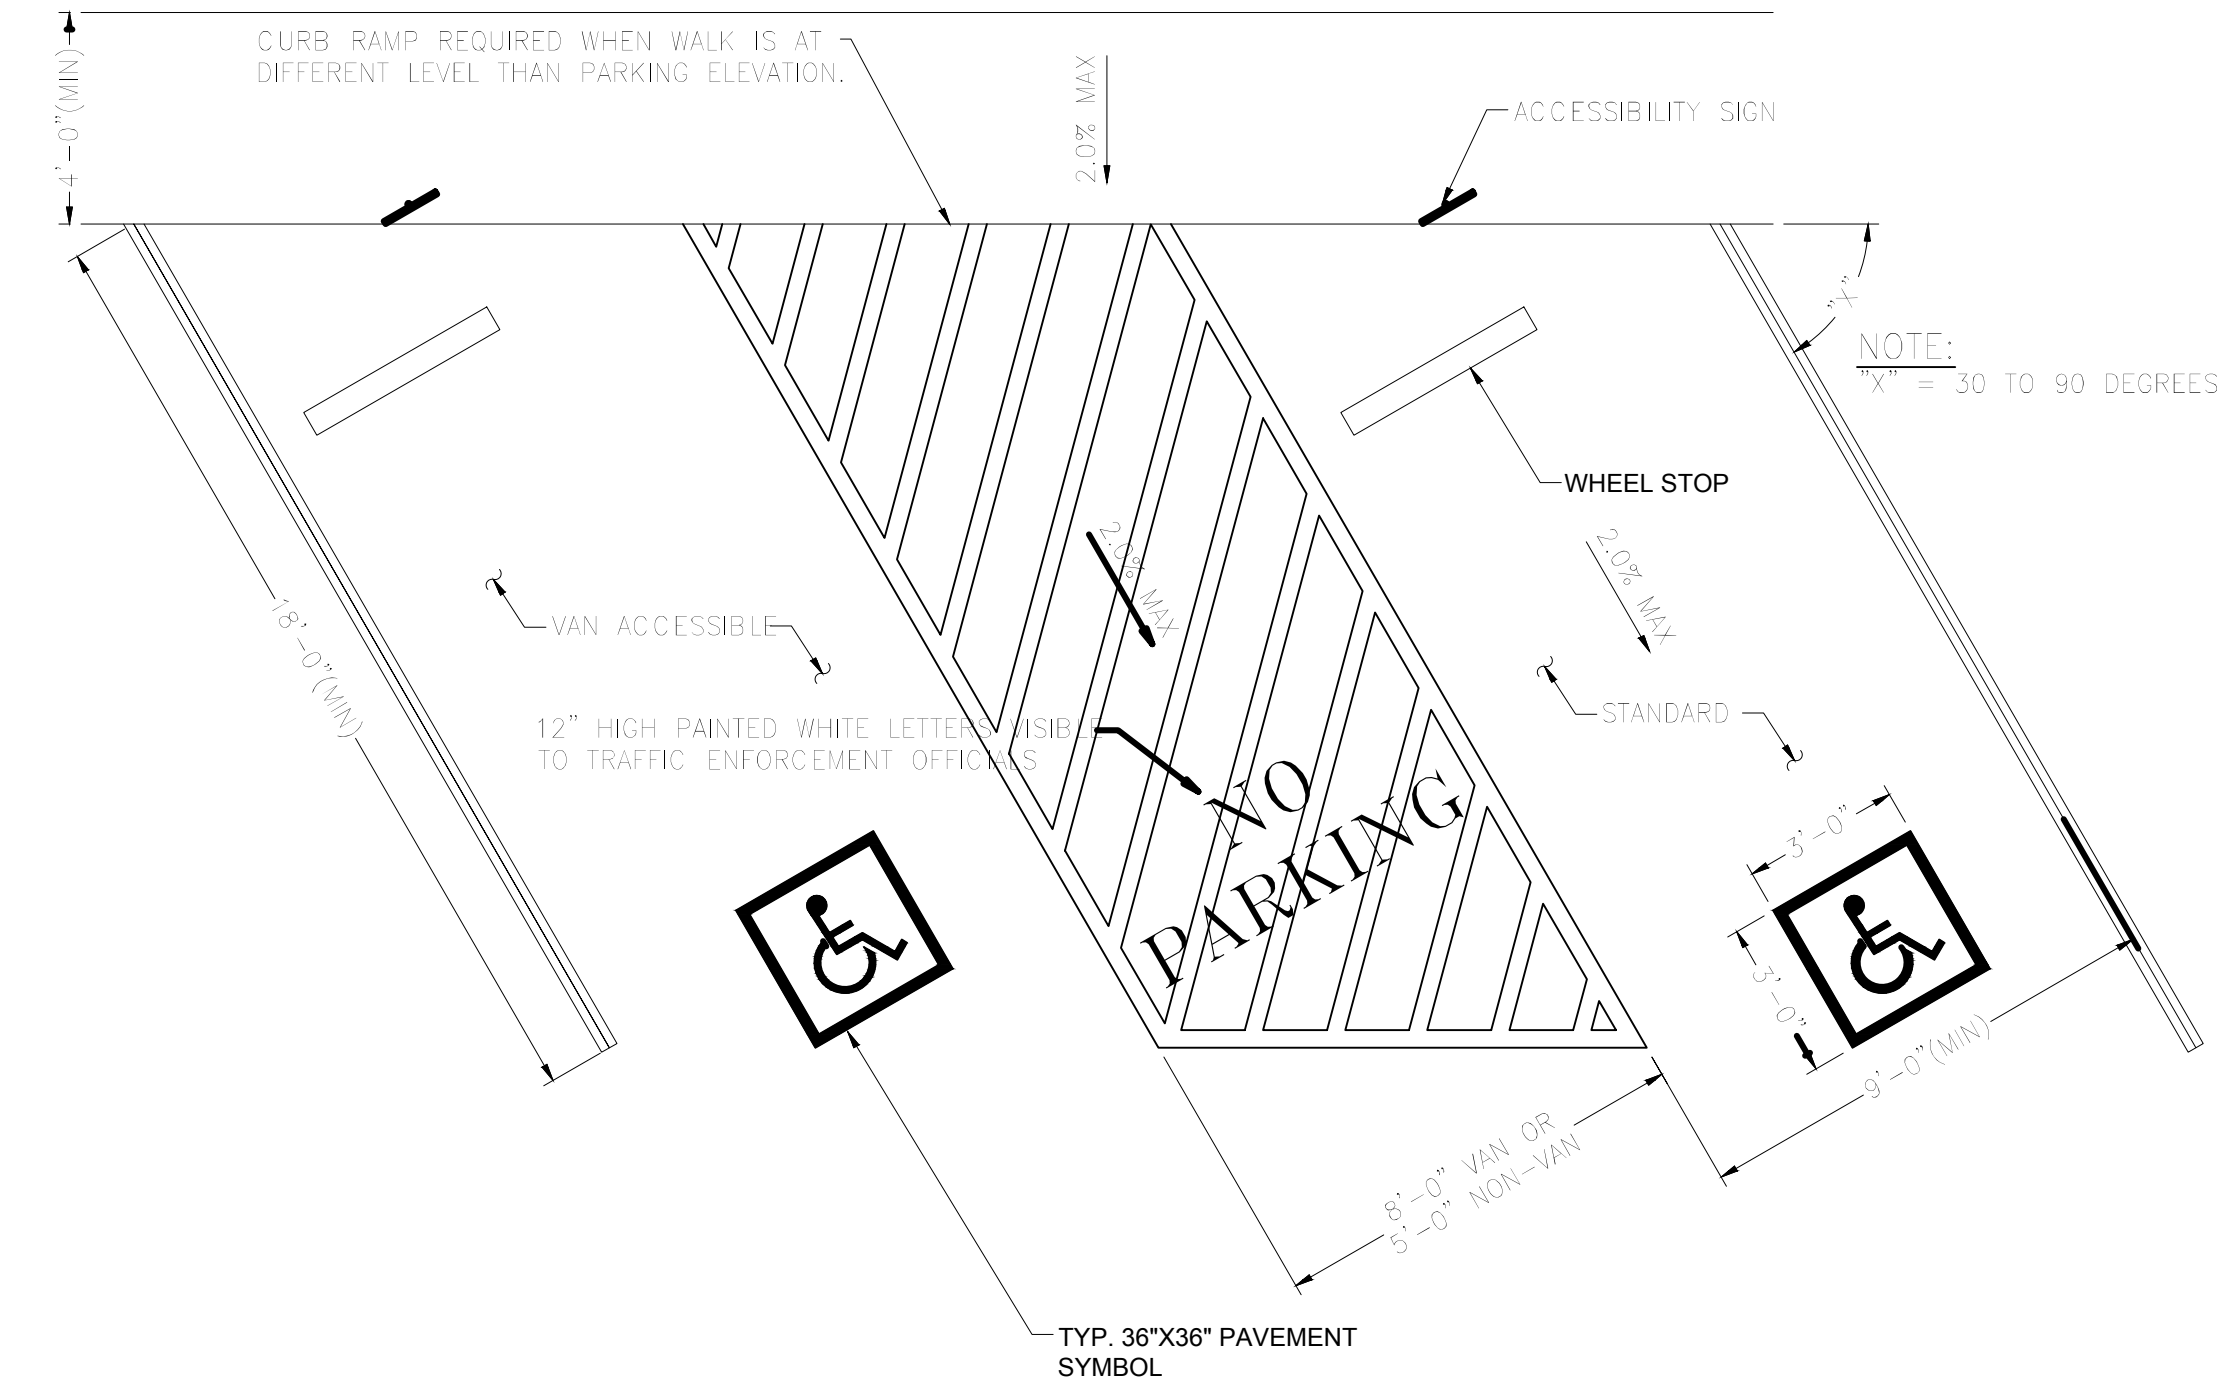 4'-0"(MIN)
CURB RAMP REQUIRED WHEN WALK IS AT
DIFFERENT LEVEL THAN PARKING ELEVATION.
2.0% MAX
ACCESSIBILITY SIGN
"X"
NOTE:
"X" = 30 TO 90 DEGREES
WHEEL STOP
2.0% MAX
2.0% MAX
18'-0"(MIN)
VAN ACCESSIBLE
STANDARD
12" HIGH PAINTED WHITE LETTERS VISIBLE
TO TRAFFIC ENFORCEMENT OFFICIALS
NO
PARKING
3'-0"
3'-0"
9'-0"(MIN)
8'-0" VAN OR
5'-0" NON-VAN
TYP. 36"X36" PAVEMENT
SYMBOL